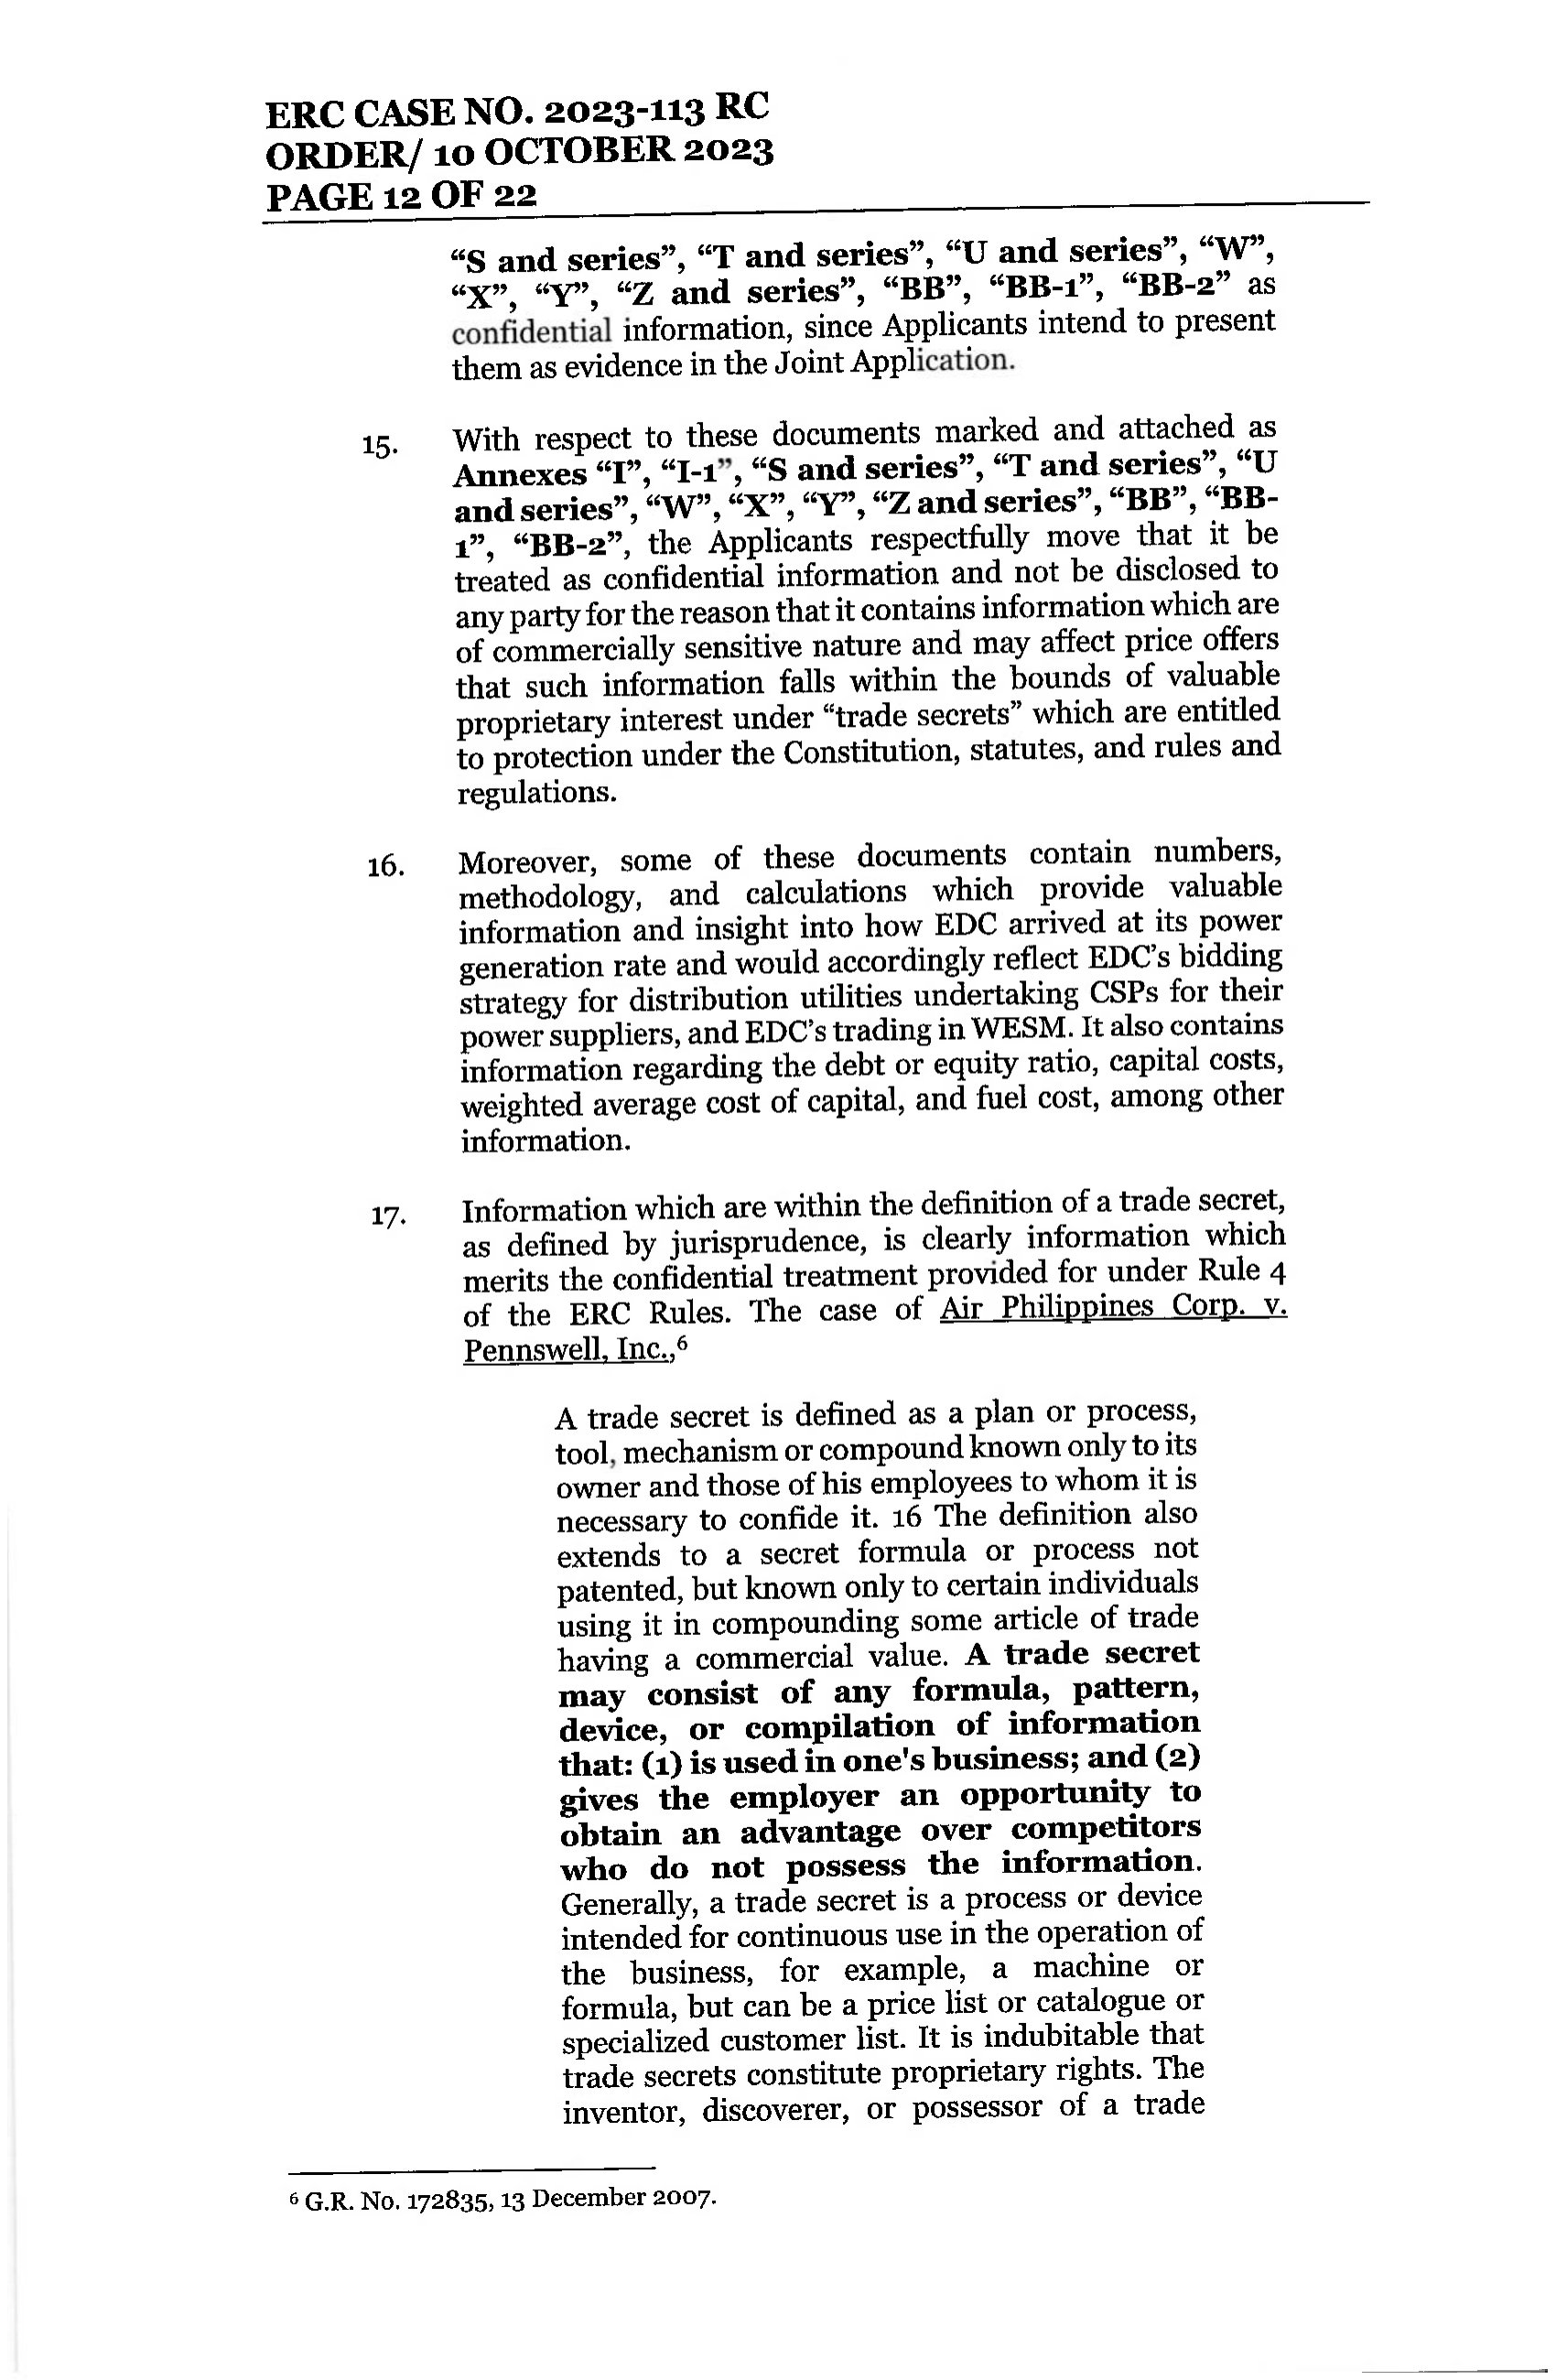 ERC CASE NO. 2023-113 RC
ORDER/ 10 OCTOBER 2023
PAGE 12 OF 22
“S and series”, “T and series”, “U and series”, “W”,
“X”, “Y”, “Z and series”, “BB”, “BB-1”, “BB-2” as
confidential information, since Applicants intend to present
them as evidence in the Joint Application.
15. With respect to these documents marked and attached as
Annexes “I”, “I-1”, “S and series”, “T and series”, “U
and series”, “W”, “X”, “Y”, “Z and series”, “BB”, “BB-
1”, “BB-2”, the Applicants respectfully move that it be
treated as confidential information and not be disclosed to
any party for the reason that it contains information which are
of commercially sensitive nature and may affect price offers
that such information falls within the bounds of valuable
proprietary interest under “trade secrets” which are entitled
to protection under the Constitution, statutes, and rules and
regulations.
16. Moreover, some of these documents contain numbers,
methodology, and calculations which provide valuable
information and insight into how EDC arrived at its power
generation rate and would accordingly reflect EDC’s bidding
strategy for distribution utilities undertaking CSPs for their
power suppliers, and EDC’s trading in WESM. It also contains
information regarding the debt or equity ratio, capital costs,
weighted average cost of capital, and fuel cost, among other
information.
17. Information which are within the definition of a trade secret,
as defined by jurisprudence, is clearly information which
merits the confidential treatment provided for under Rule 4
of the ERC Rules. The case of Air Philippines Corp. v.
Pennswell, Inc.,6
A trade secret is defined as a plan or process,
tool, mechanism or compound known only to its
owner and those of his employees to whom it is
necessary to confide it. 16 The definition also
extends to a secret formula or process not
patented, but known only to certain individuals
using it in compounding some article of trade
having a commercial value. A trade secret
may consist of any formula, pattern,
device, or compilation of information
that: (1) is used in one's business; and (2)
gives the employer an opportunity to
obtain an advantage over competitors
who do not possess the information.
Generally, a trade secret is a process or device
intended for continuous use in the operation of
the business, for example, a machine or
formula, but can be a price list or catalogue or
specialized customer list. It is indubitable that
trade secrets constitute proprietary rights. The
inventor, discoverer, or possessor of a trade
6 G.R. No. 172835, 13 December 2007.